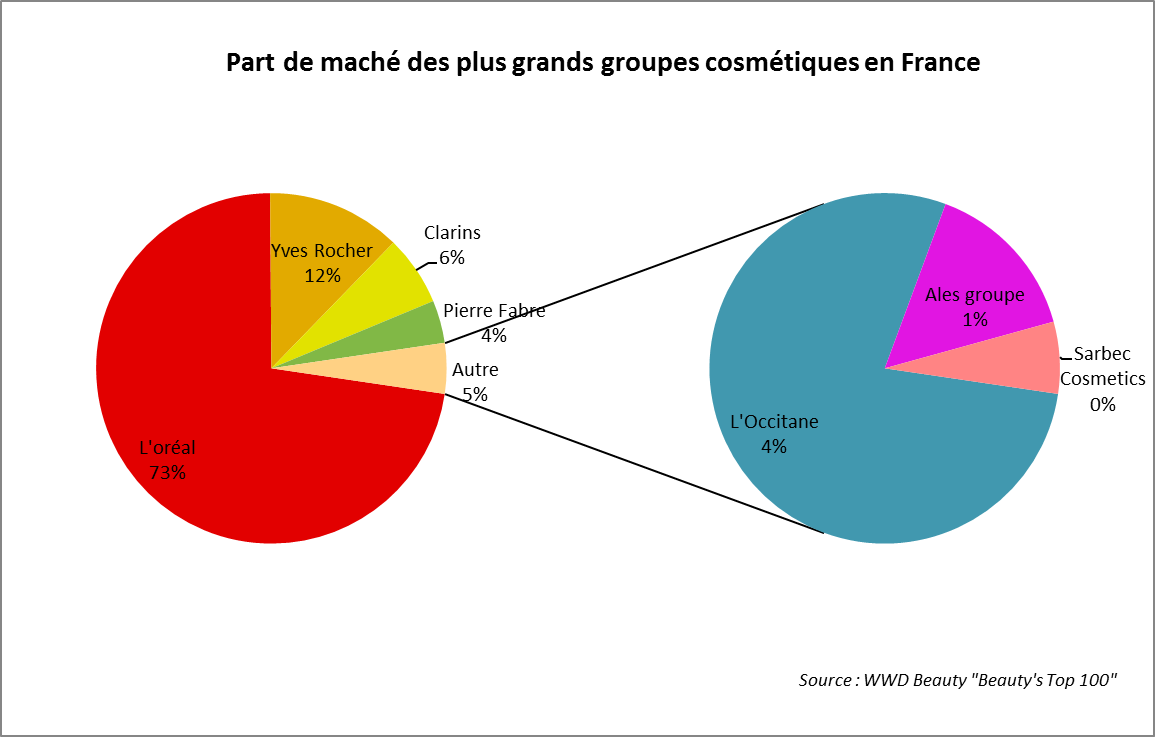 Part de maché des plus grands groupes cosmétiques en France
Yves Rocher
12%
Clarins
6%
Pierre Fabre
4%
Autre
5%
L'oréal
73%
Ales groupe
1%
Sarbec
Cosmetics
0%
L'Occitane
4%
Source : WWD Beauty "Beauty's Top 100"